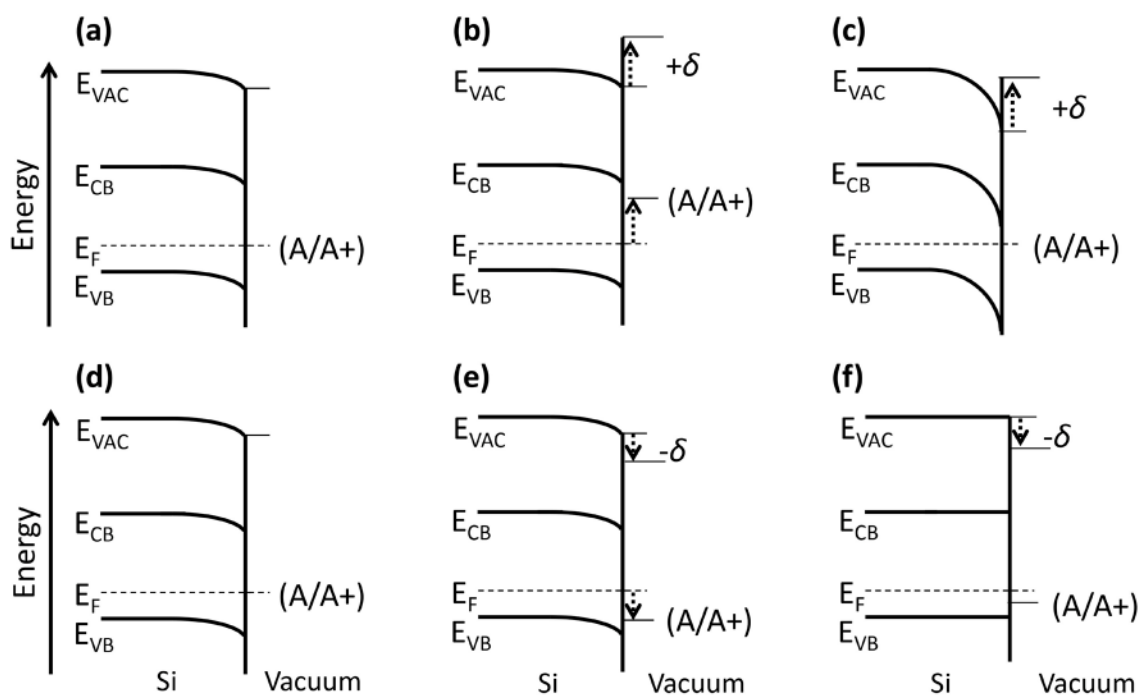 (a)
(b)
(c)
Energy
E_VAC
E_CB
E_F
E_VB
(A/A+)
E_VAC
+δ
E_CB
(A/A+)
E_F
E_VB
E_VAC
+δ
E_CB
E_F
(A/A+)
E_VB
(d)
(e)
(f)
Energy
E_VAC
E_CB
E_F
(A/A+)
E_VB
Si
Vacuum
E_VAC
-δ
E_CB
E_F
(A/A+)
E_VB
Si
Vacuum
E_VAC
-δ
E_CB
E_F
(A/A+)
E_VB
Si
Vacuum